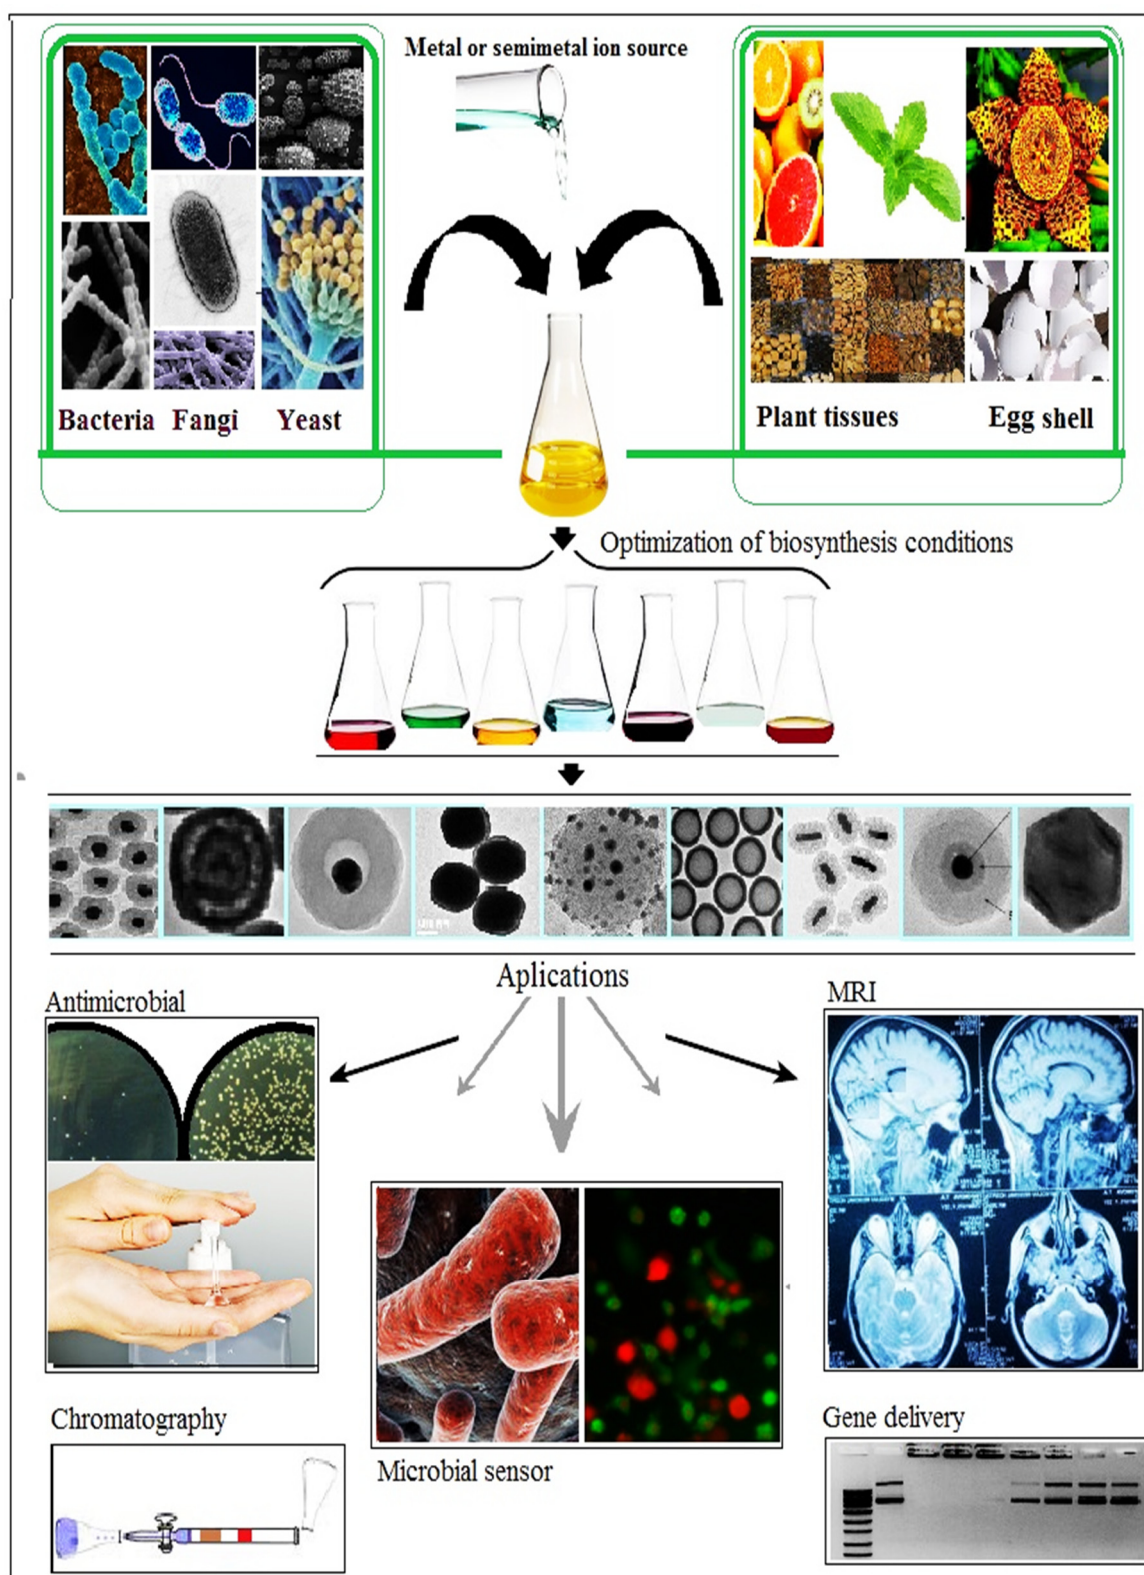 Metal or semimetal ion source
Bacteria Fangi Yeast
Plant tissues Egg shell
Optimization of biosynthesis conditions
Aplications
Antimicrobial
MRI
Chromatography
Microbial sensor
Gene delivery